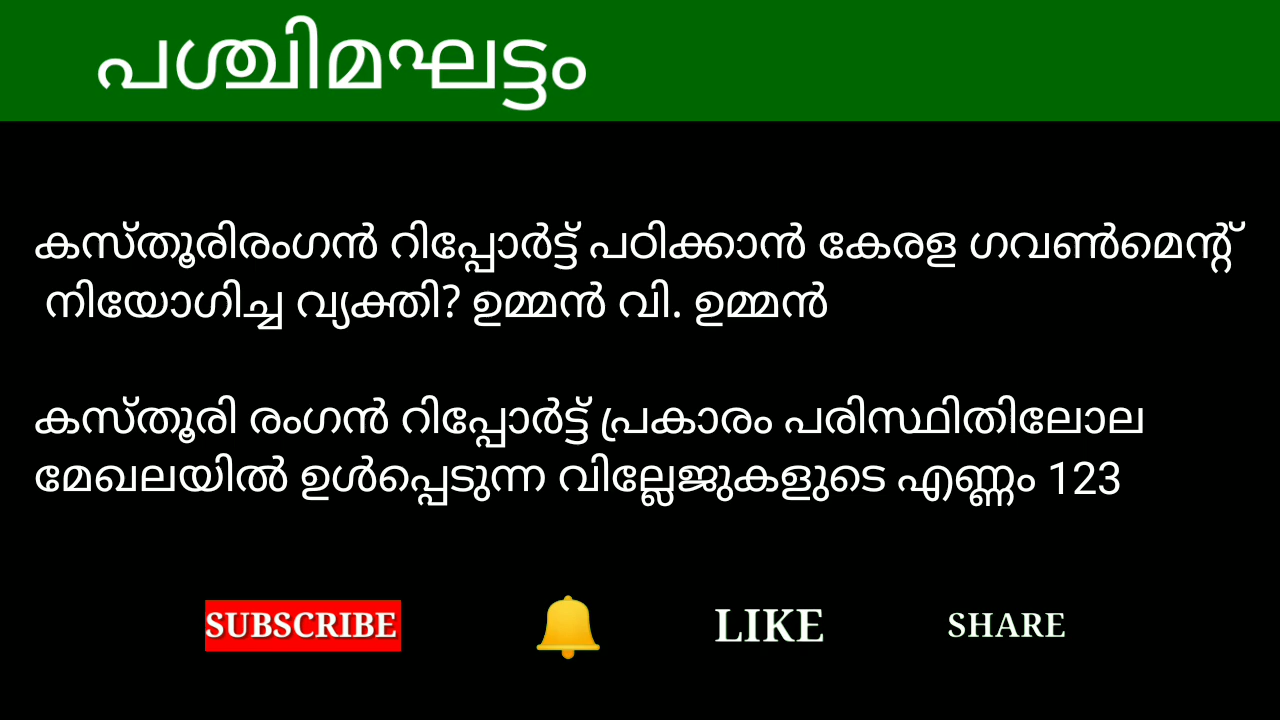 പശ്ചിമഘട്ടം
കസ്തൂരിരംഗൻ റിപ്പോർട്ട് പഠിക്കാൻ കേരള ഗവൺമെന്റ്
നിയോഗിച്ച വ്യക്തി? ഉമ്മൻ വി. ഉമ്മൻ
കസ്തൂരി രംഗൻ റിപ്പോർട്ട് പ്രകാരം പരിസ്ഥിതിലോല
മേഖലയിൽ ഉൾപ്പെടുന്ന വില്ലേജുകളുടെ എണ്ണം 123
SUBSCRIBE LIKE SHARE